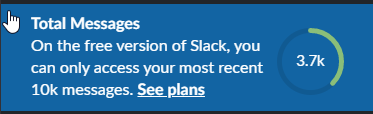 Total Messages
On the free version of Slack, you
can only access your most recent
10k messages. See plans
3.7k